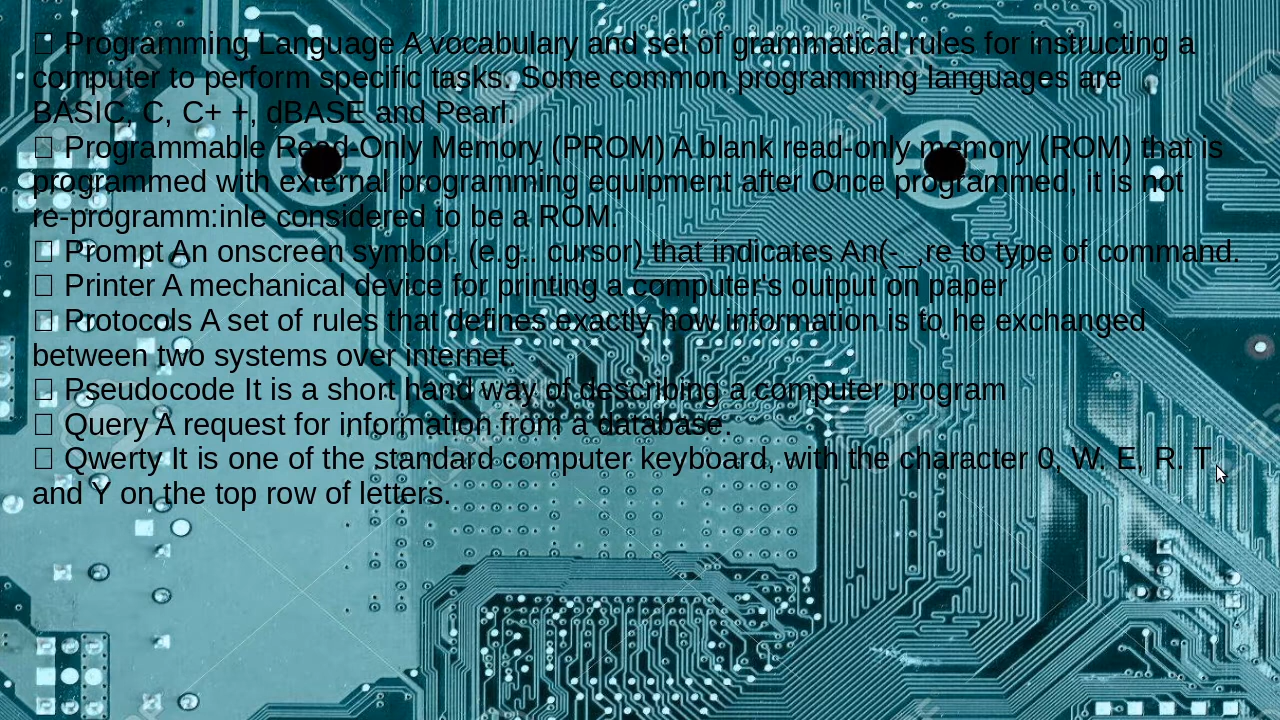 Programming Language A vocabulary and set of grammatical rules for instructing a
computer to perform specific tasks. Some common programming languages are
BASIC, C, C+ +, dBASE and Pearl.
 Programmable Read-Only Memory (PROM) A blank read-only memory (ROM) that is
programmed with external programming equipment after Once programmed, it is not
re-programm:inle considered to be a ROM.
 Prompt An onscreen symbol. (e.g.. cursor) that indicates An(-_,re to type of command.
 Printer A mechanical device for printing a computer's output on paper
 Protocols A set of rules that defines exactly how information is to he exchanged
between two systems over internet.
 Pseudocode It is a short hand way of describing a computer program
 Query A request for information from a database.
 Qwerty It is one of the standard computer keyboard, with the character 0, W. E, R. T,
and Y on the top row of letters.